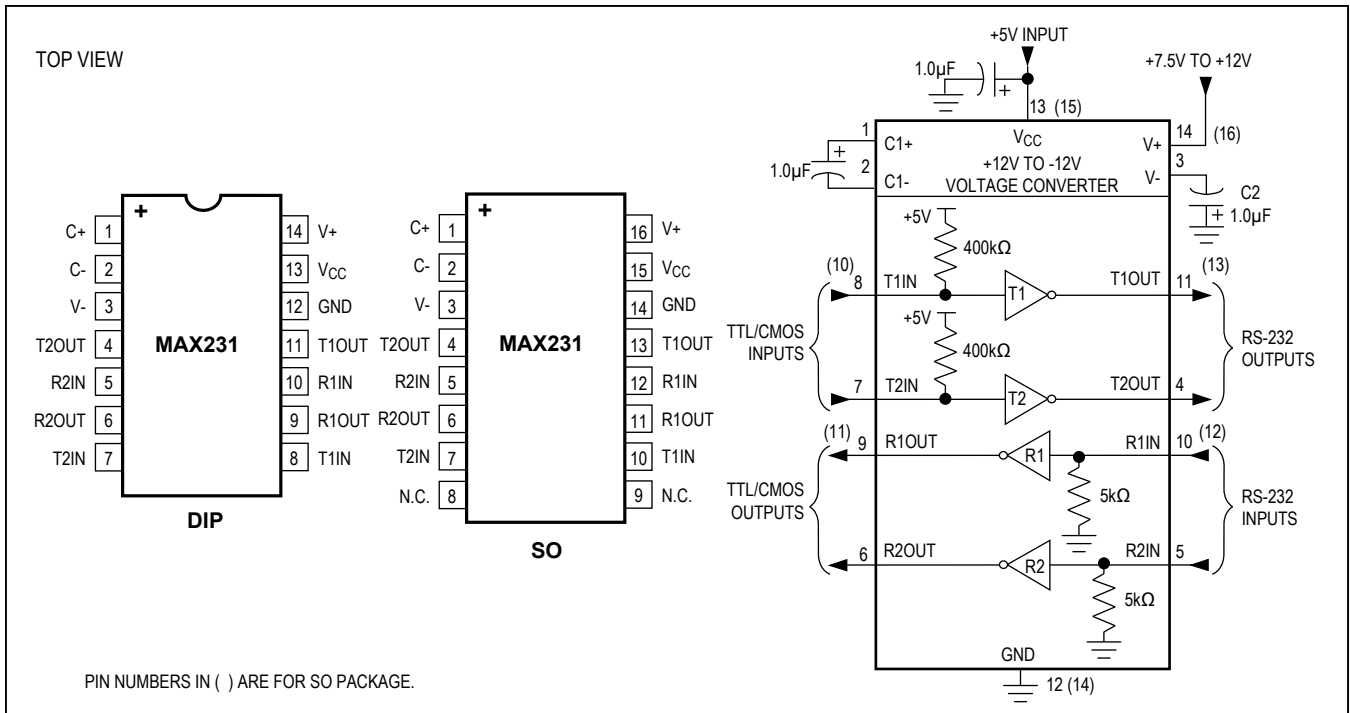 TOP VIEW
+
C+ 1
C- 2
V- 3
T2OUT 4
R2IN 5
R2OUT 6
T2IN 7
MAX231
14 V+
13 VCC
12 GND
11 T1OUT
10 R1IN
9 R1OUT
8 T1IN
DIP
+
C+ 1
C- 2
V- 3
T2OUT 4
R2IN 5
R2OUT 6
T2IN 7
N.C. 8
MAX231
16 V+
15 VCC
14 GND
13 T1OUT
12 R1IN
11 R1OUT
10 T1IN
9 N.C.
SO
+5V INPUT
1.0µF
+
13 (15)
+7.5V TO +12V
1 C1+
+
1.0µF
2 C1-
VCC
+12V TO -12V
VOLTAGE CONVERTER
V+ 14 (16)
V- 3
C2
+ 1.0µF
+5V
400kΩ
(10)
8 T1IN
T1
T1OUT 11 (13)
+5V
400kΩ
TTL/CMOS
INPUTS
RS-232
OUTPUTS
7 T2IN
T2
T2OUT 4
(11)
9 R1OUT
R1
R1IN 10 (12)
5kΩ
TTL/CMOS
OUTPUTS
RS-232
INPUTS
6 R2OUT
R2
R2IN 5
5kΩ
GND
12 (14)
PIN NUMBERS IN ( ) ARE FOR SO PACKAGE.